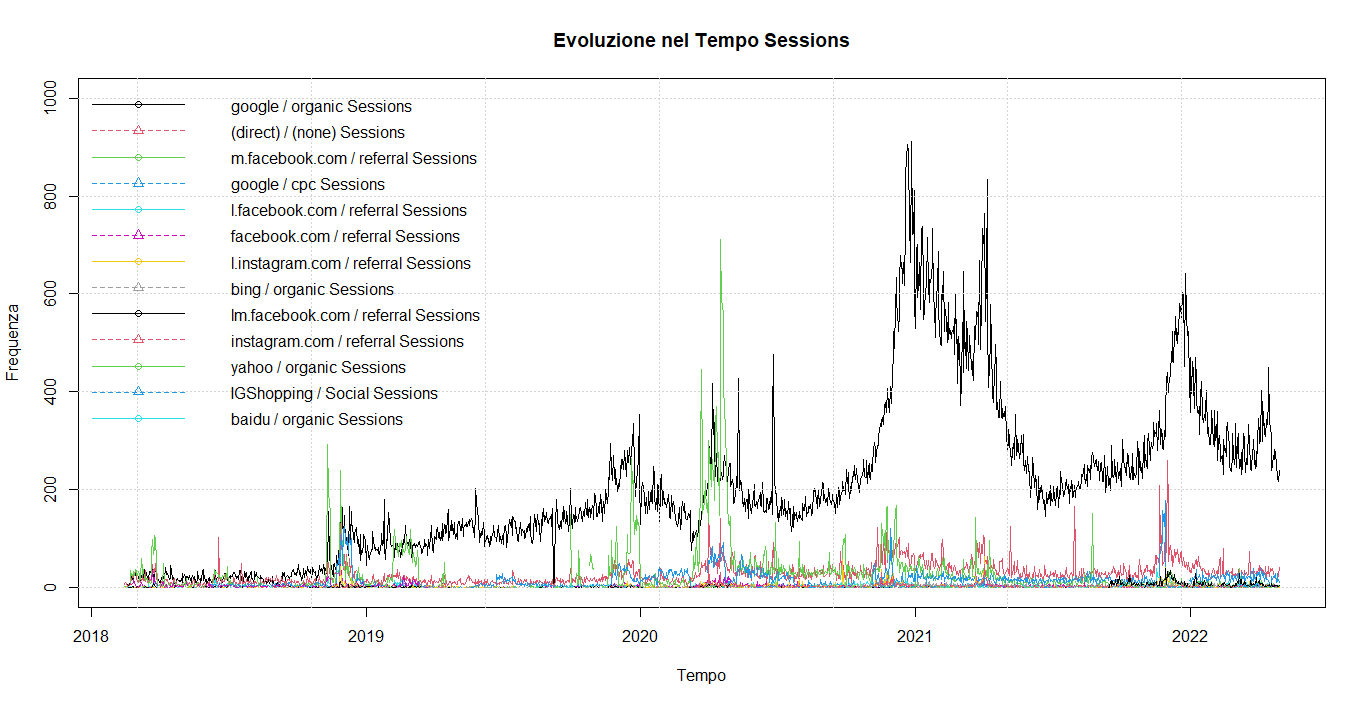 Evoluzione nel Tempo Sessions
google / organic Sessions
(direct) / (none) Sessions
m.facebook.com / referral Sessions
google / cpc Sessions
l.facebook.com / referral Sessions
facebook.com / referral Sessions
l.instagram.com / referral Sessions
bing / organic Sessions
lm.facebook.com / referral Sessions
instagram.com / referral Sessions
yahoo / organic Sessions
IGShopping / Social Sessions
baidu / organic Sessions
Frequenza
1000
800
600
400
200
0
2018 2019 2020 2021 2022
Tempo